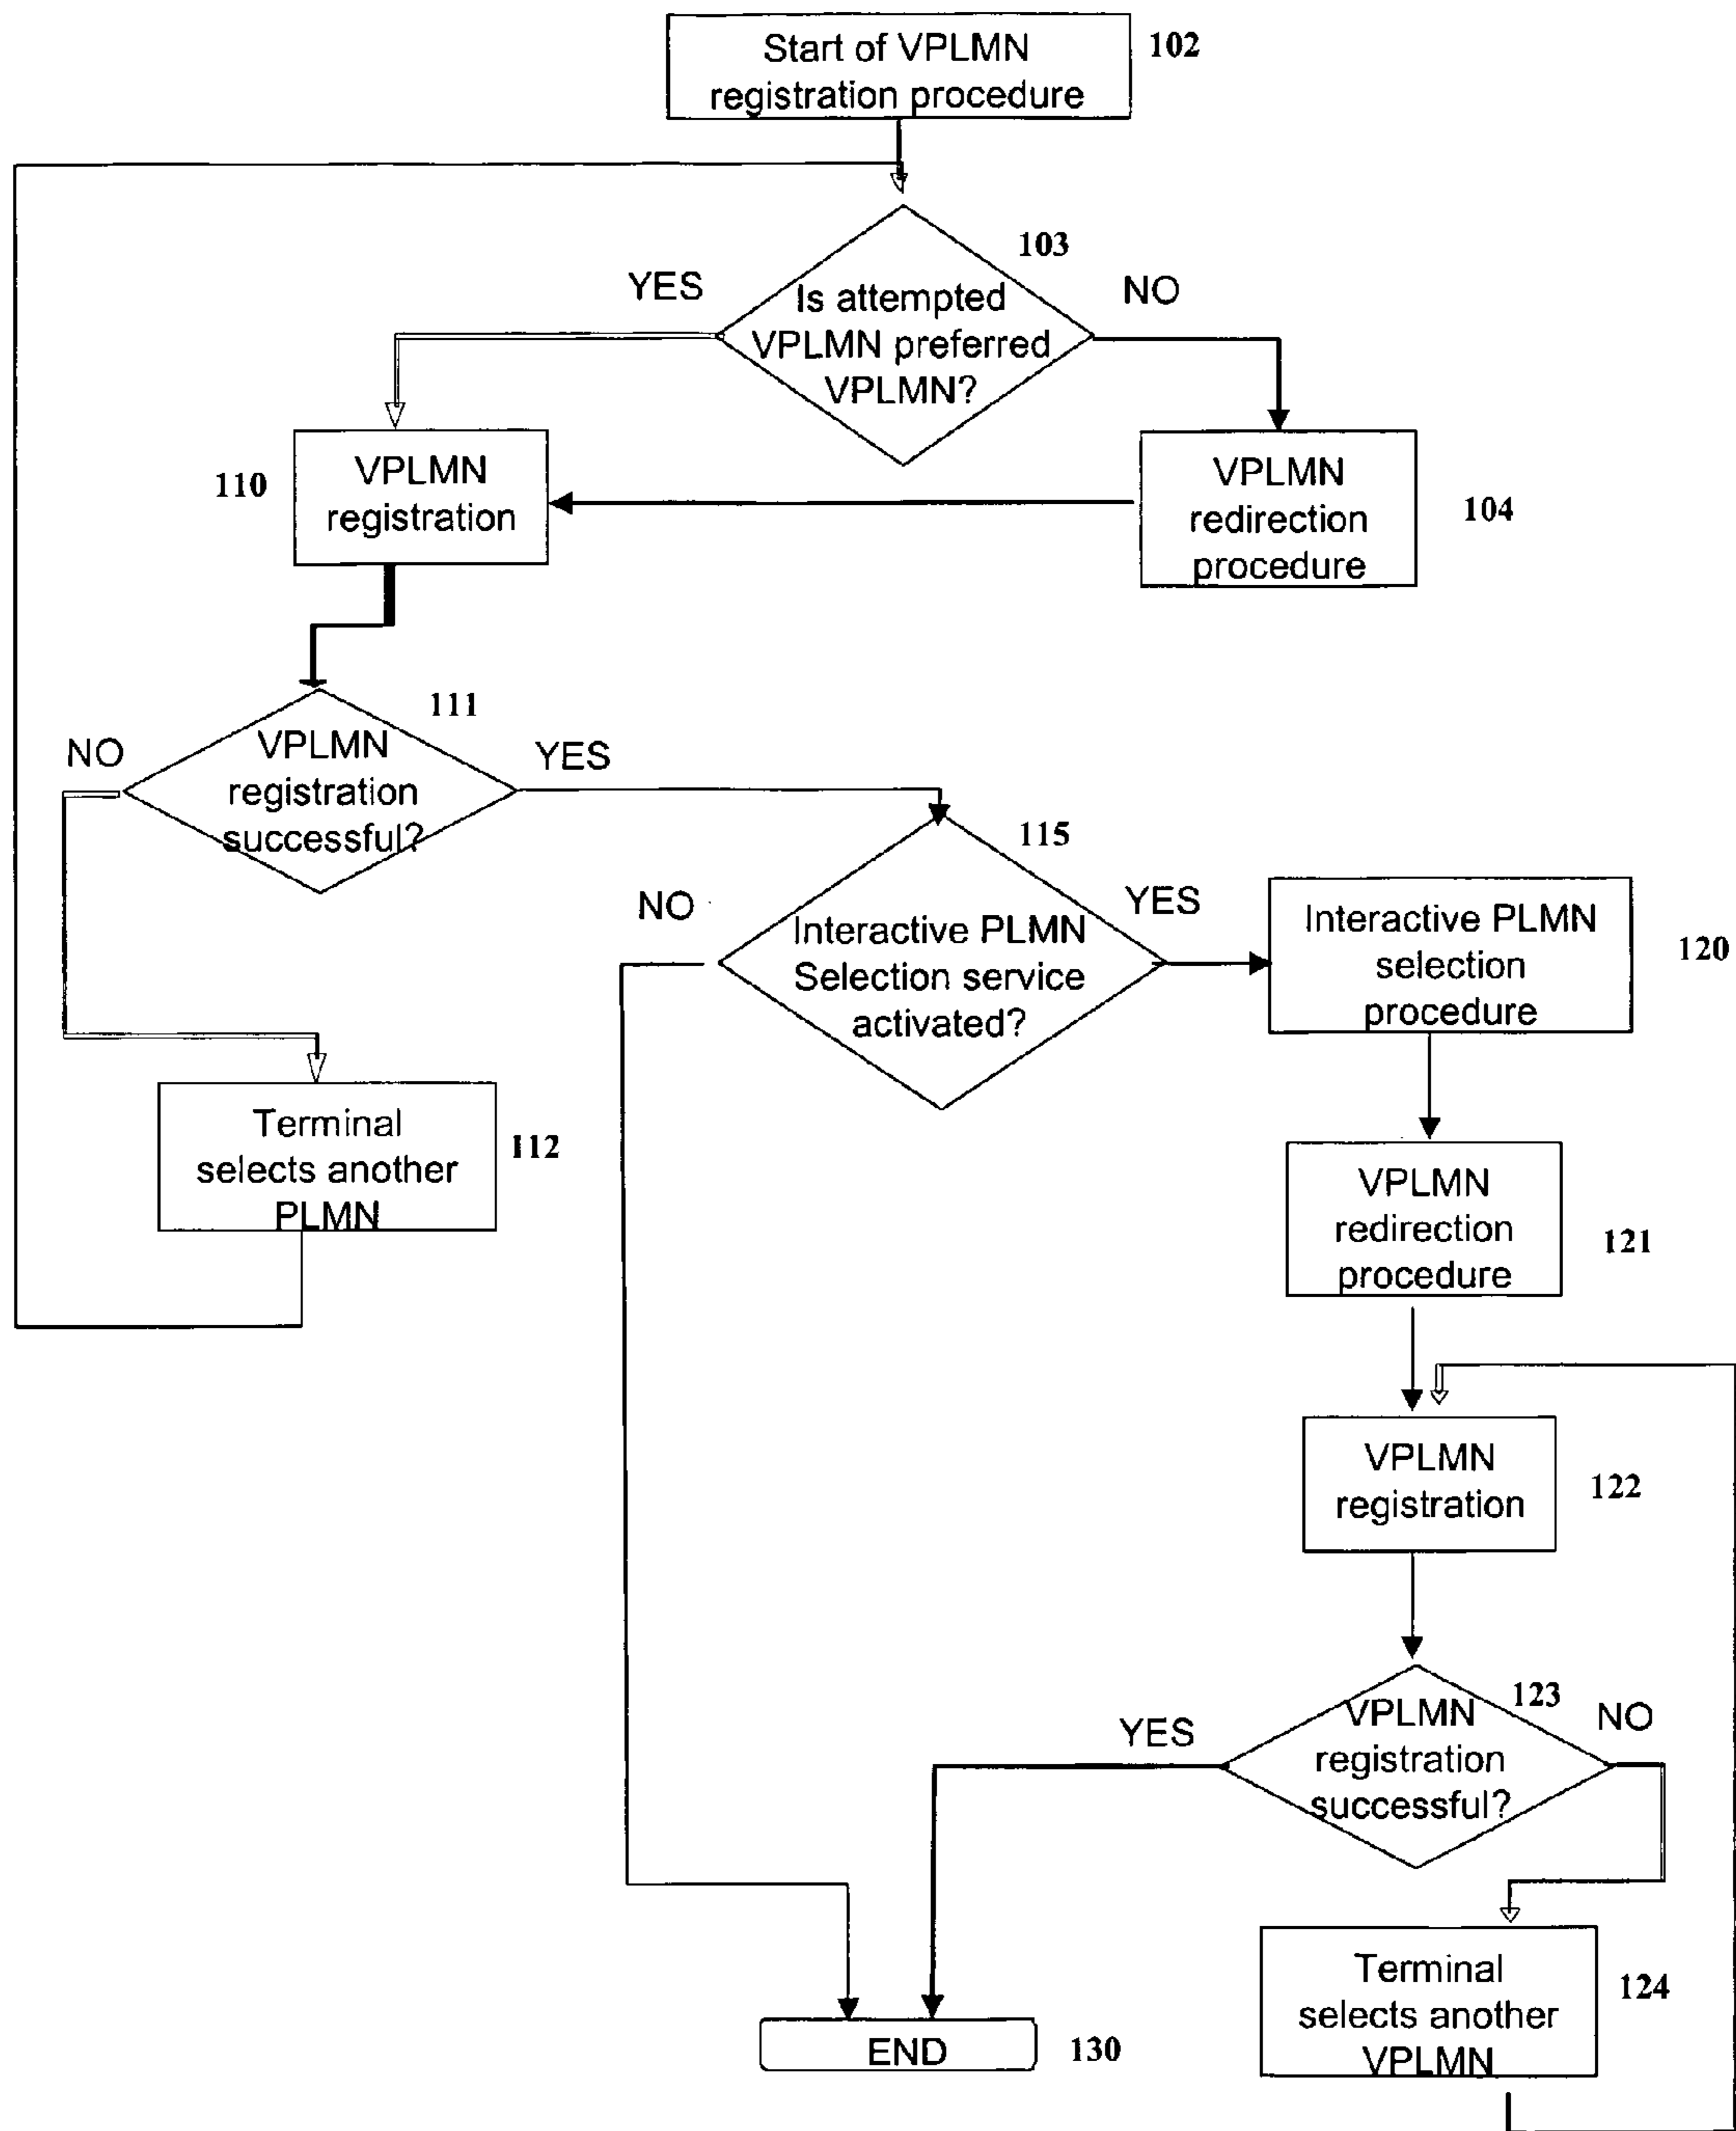 Start of VPLMN
registration procedure
102
103
YES
NO
Is attempted
VPLMN preferred
VPLMN?
110
VPLMN
registration
VPLMN
redirection
procedure
104
111
NO
YES
VPLMN
registration
successful?
115
NO
YES
Interactive PLMN
Selection service
activated?
Interactive PLMN
selection
procedure
120
Terminal
selects another
PLMN
112
VPLMN
redirection
procedure
121
VPLMN
registration
122
123
YES
NO
VPLMN
registration
successful?
Terminal
selects another
VPLMN
124
END
130